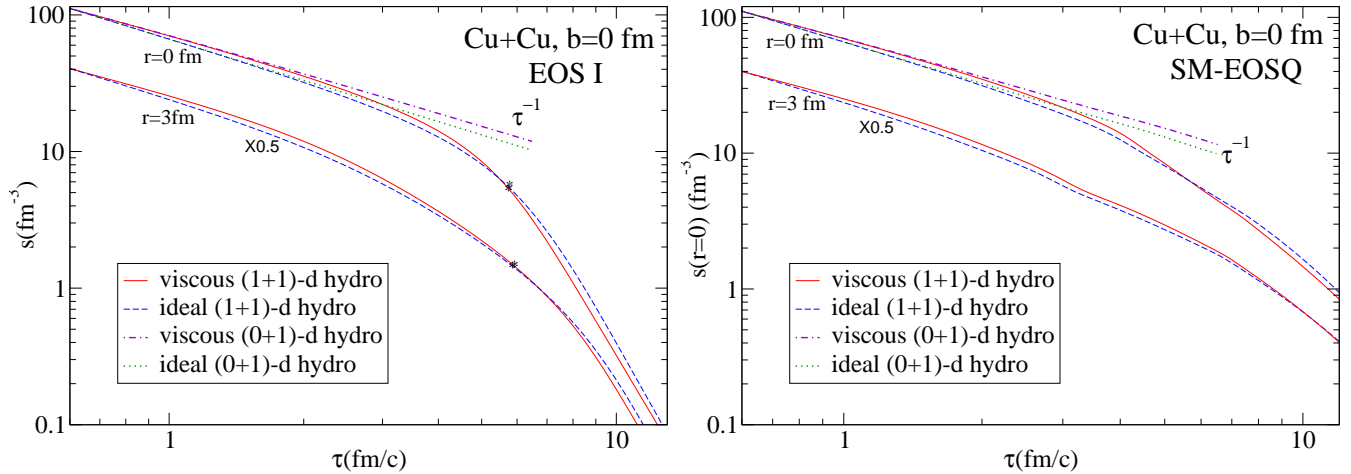 100
10
1
0.1
s(fm⁻³)
r=0 fm
r=3fm
X0.5
Cu+Cu, b=0 fm
EOS I
τ⁻¹
viscous (1+1)-d hydro
ideal (1+1)-d hydro
viscous (0+1)-d hydro
ideal (0+1)-d hydro
1
10
τ(fm/c)
100
10
1
0.1
s(r=0) (fm⁻³)
r=0 fm
r=3 fm
X0.5
Cu+Cu, b=0 fm
SM-EOSQ
τ⁻¹
viscous (1+1)-d hydro
ideal (1+1)-d hydro
viscous (0+1)-d hydro
ideal (0+1)-d hydro
1
10
τ(fm/c)